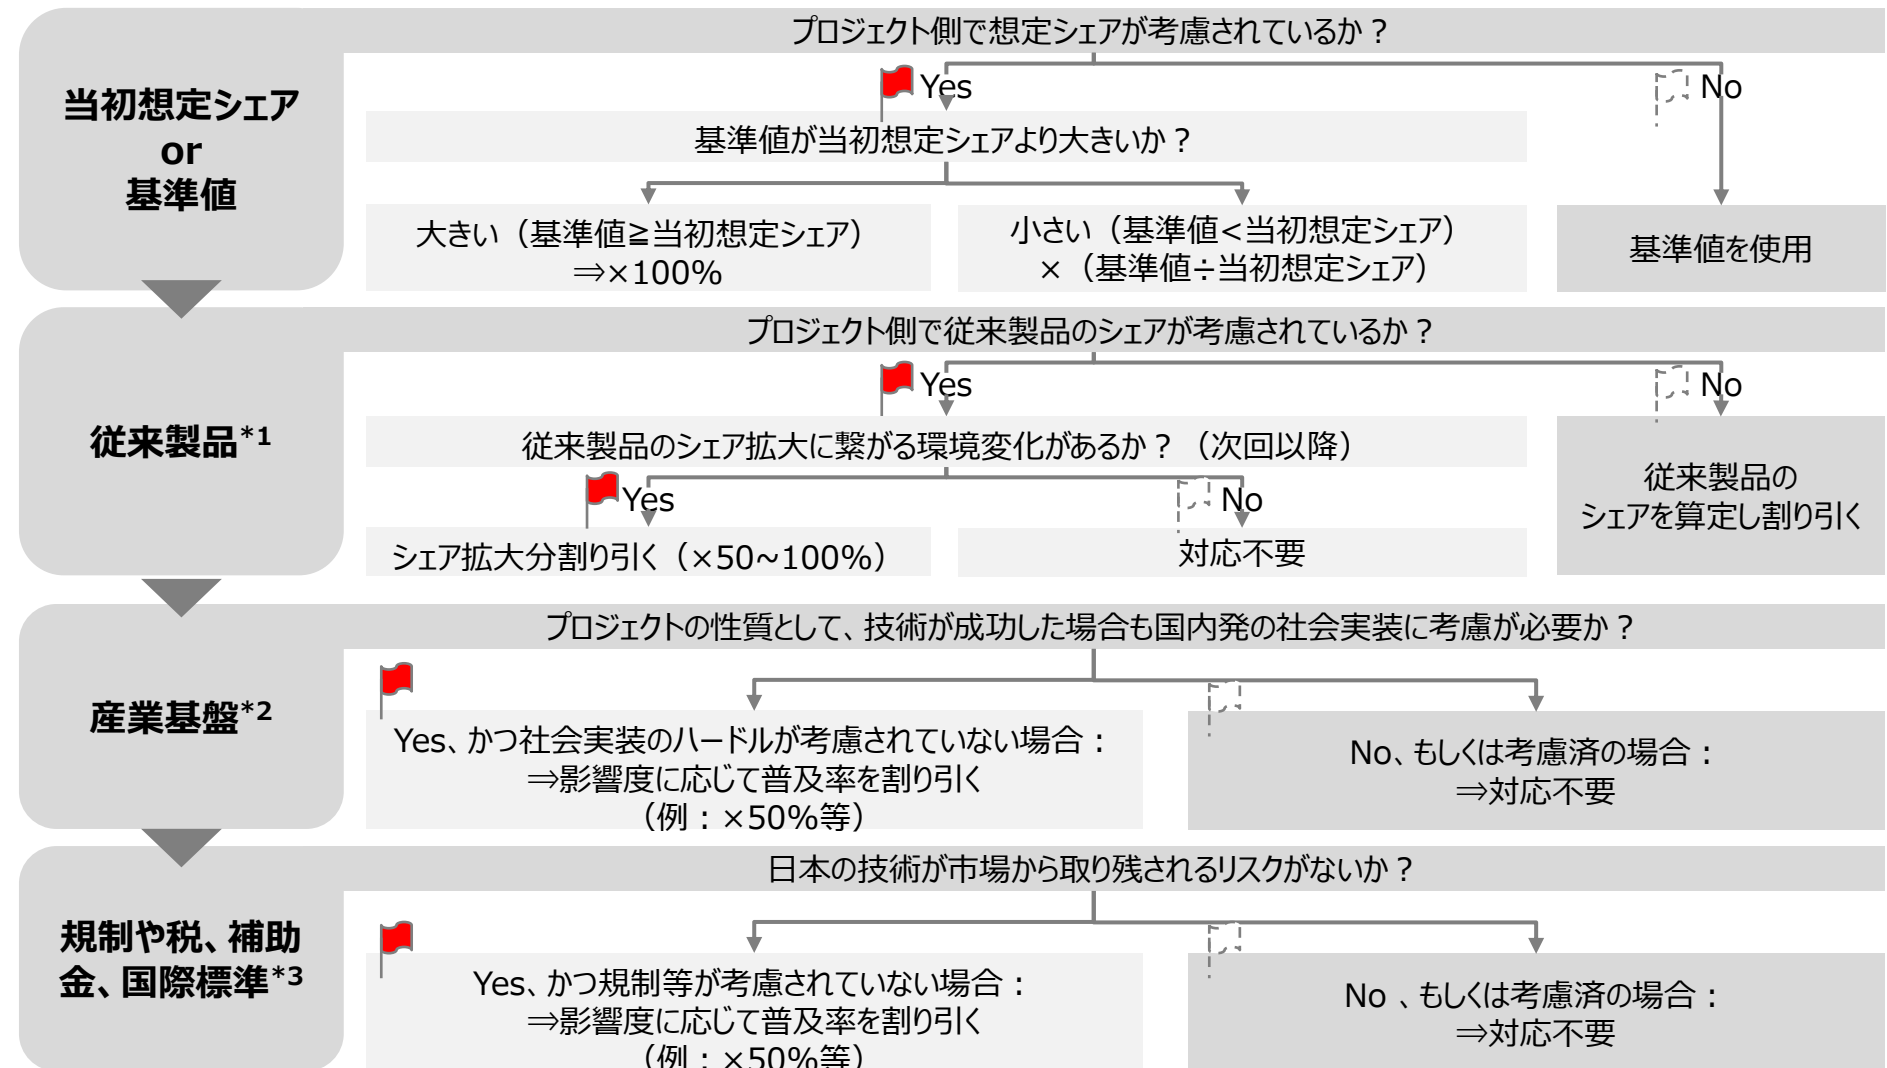 当初想定シェア
or
基準値
プロジェクト側で想定シェアが考慮されているか？
Yes
No
基準値が当初想定シェアより大きいか？
大きい（基準値≧当初想定シェア）
⇒×100%
小さい（基準値<当初想定シェア）
×（基準値÷当初想定シェア）
基準値を使用
従来製品*1
プロジェクト側で従来製品のシェアが考慮されているか？
Yes
No
従来製品のシェア拡大に繋がる環境変化があるか？（次回以降）
Yes
No
シェア拡大分割り引く（×50~100%）
対応不要
従来製品の
シェアを算定し割り引く
産業基盤*2
プロジェクトの性質として、技術が成功した場合も国内発の社会実装に考慮が必要か？
Yes、かつ社会実装のハードルが考慮されていない場合：
⇒影響度に応じて普及率を割り引く
（例：×50%等）
No、もしくは考慮済の場合：
⇒対応不要
規制や税、補助
金、国際標準*3
日本の技術が市場から取り残されるリスクがないか？
Yes、かつ規制等が考慮されていない場合：
⇒影響度に応じて普及率を割り引く
（例：×50%等）
No 、もしくは考慮済の場合：
⇒対応不要